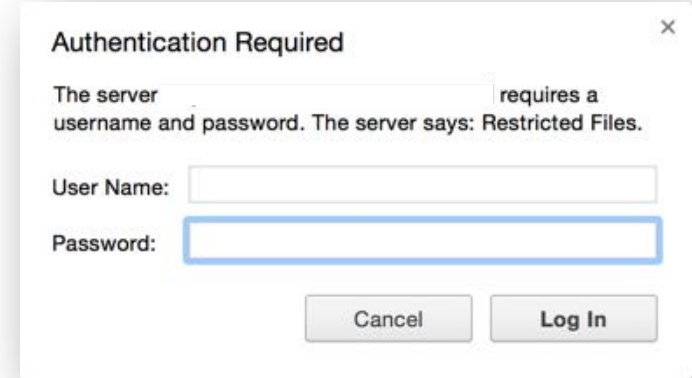 Authentication Required
The server requires a
username and password. The server says: Restricted Files.
User Name:
Password:
Cancel Log In